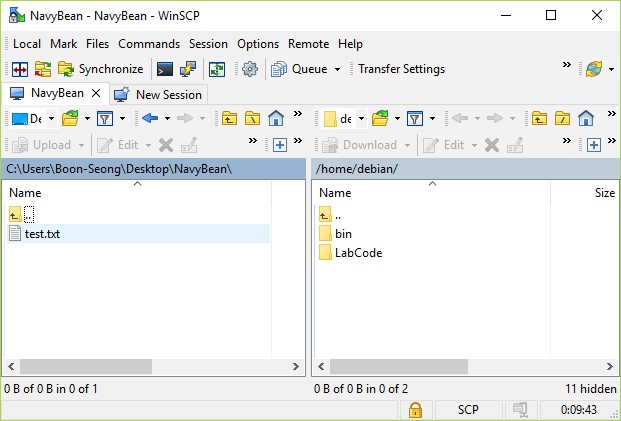 NavyBean - NavyBean - WinSCP
Local Mark Files Commands Session Options Remote Help
Synchronize Queue Transfer Settings
NavyBean New Session
De de
Upload Edit Download Edit
C:\Users\Boon-Seong\Desktop\NavyBean\ /home/debian/
Name Name Size
.. ..
test.txt bin
LabCode
0 B of 0 B in 0 of 1 0 B of 0 B in 0 of 2 11 hidden
SCP 0:09:43